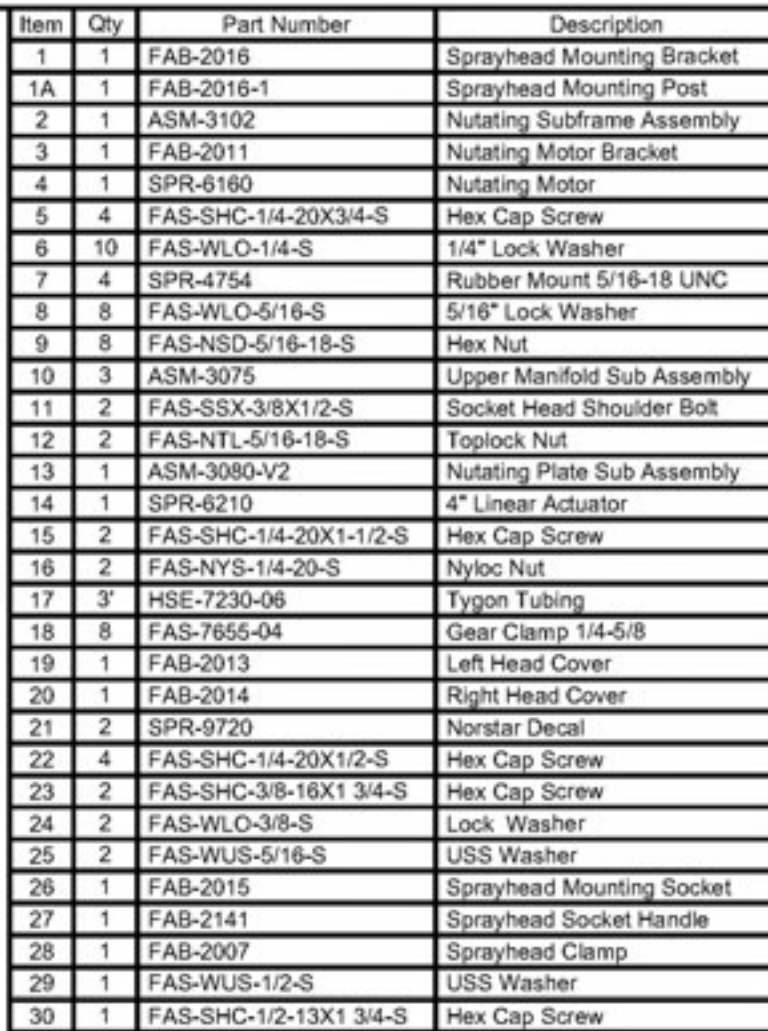 Item Qty Part Number Description
1 1 FAB-2016 Sprayhead Mounting Bracket
1A 1 FAB-2016-1 Sprayhead Mounting Post
2 1 ASM-3102 Nutating Subframe Assembly
3 1 FAB-2011 Nutating Motor Bracket
4 1 SPR-6160 Nutating Motor
5 4 FAS-SHC-1/4-20X3/4-S Hex Cap Screw
6 10 FAS-WLO-1/4-S 1/4" Lock Washer
7 4 SPR-4754 Rubber Mount 5/16-18 UNC
8 8 FAS-WLO-5/16-S 5/16" Lock Washer
9 8 FAS-NSD-5/16-18-S Hex Nut
10 3 ASM-3075 Upper Manifold Sub Assembly
11 2 FAS-SSX-3/8X1/2-S Socket Head Shoulder Bolt
12 2 FAS-NTL-5/16-18-S Toplock Nut
13 1 ASM-3080-V2 Nutating Plate Sub Assembly
14 1 SPR-6210 4" Linear Actuator
15 2 FAS-SHC-1/4-20X1-1/2-S Hex Cap Screw
16 2 FAS-NYS-1/4-20-S Nyloc Nut
17 3' HSE-7230-06 Tygon Tubing
18 8 FAS-7655-04 Gear Clamp 1/4-5/8
19 1 FAB-2013 Left Head Cover
20 1 FAB-2014 Right Head Cover
21 2 SPR-9720 Norstar Decal
22 4 FAS-SHC-1/4-20X1/2-S Hex Cap Screw
23 2 FAS-SHC-3/8-16X1 3/4-S Hex Cap Screw
24 2 FAS-WLO-3/8-S Lock Washer
25 2 FAS-WUS-5/16-S USS Washer
26 1 FAB-2015 Sprayhead Mounting Socket
27 1 FAB-2141 Sprayhead Socket Handle
28 1 FAB-2007 Sprayhead Clamp
29 1 FAS-WUS-1/2-S USS Washer
30 1 FAS-SHC-1/2-13X1 3/4-S Hex Cap Screw